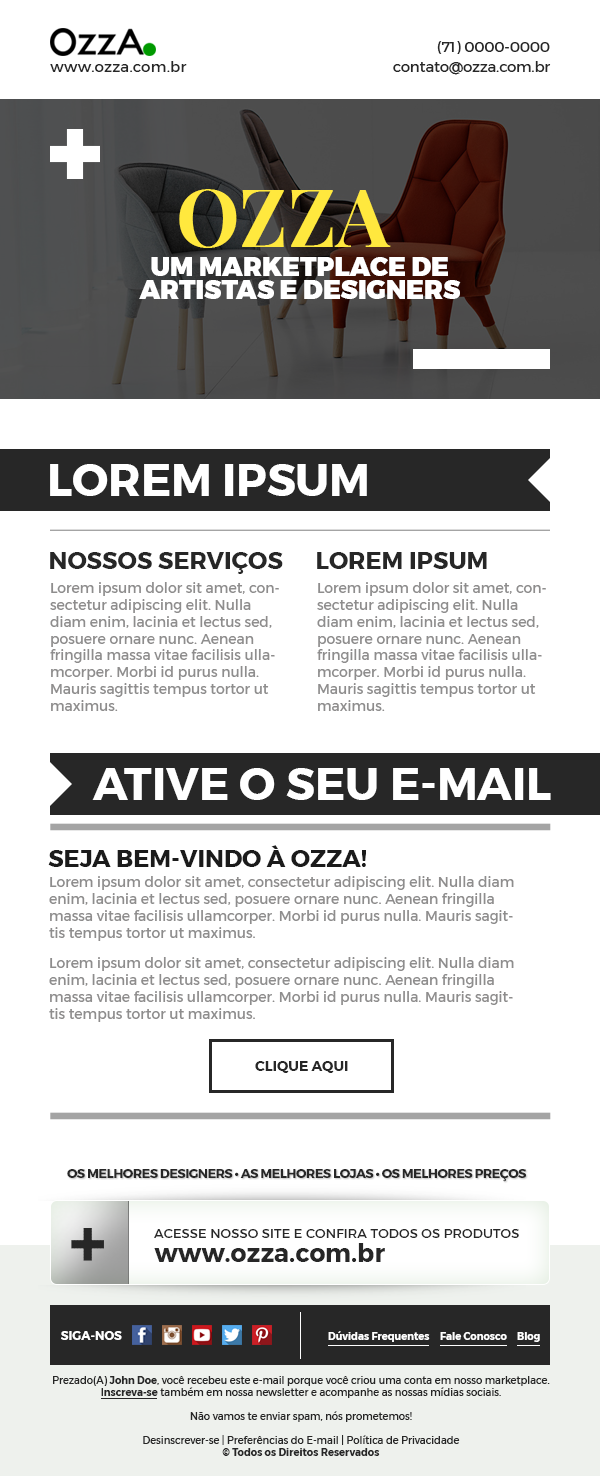 OzzA.
www.ozza.com.br
(71) 0000-0000
contato@ozza.com.br
OZZA
UM MARKETPLACE DE
ARTISTAS E DESIGNERS
LOREM IPSUM
NOSSOS SERVIÇOS
Lorem ipsum dolor sit amet, con-
sectetur adipiscing elit. Nulla
diam enim, lacinia et lectus sed,
posuere ornare nunc. Aenean
fringilla massa vitae facilisis ulla-
mcorper. Morbi id purus nulla.
Mauris sagittis tempus tortor ut
maximus.
LOREM IPSUM
Lorem ipsum dolor sit amet, con-
sectetur adipiscing elit. Nulla
diam enim, lacinia et lectus sed,
posuere ornare nunc. Aenean
fringilla massa vitae facilisis ulla-
mcorper. Morbi id purus nulla.
Mauris sagittis tempus tortor ut
maximus.
ATIVE O SEU E-MAIL
SEJA BEM-VINDO À OZZA!
Lorem ipsum dolor sit amet, consectetur adipiscing elit. Nulla diam
enim, lacinia et lectus sed, posuere ornare nunc. Aenean fringilla
massa vitae facilisis ullamcorper. Morbi id purus nulla. Mauris sagit-
tis tempus tortor ut maximus.
Lorem ipsum dolor sit amet, consectetur adipiscing elit. Nulla diam
enim, lacinia et lectus sed, posuere ornare nunc. Aenean fringilla
massa vitae facilisis ullamcorper. Morbi id purus nulla. Mauris sagit-
tis tempus tortor ut maximus.
CLIQUE AQUI
OS MELHORES DESIGNERS • AS MELHORES LOJAS • OS MELHORES PREÇOS
ACESSE NOSSO SITE E CONFIRA TODOS OS PRODUTOS
www.ozza.com.br
SIGA-NOS
Dúvidas Frequentes Fale Conosco Blog
Prezado(A) John Doe, você recebeu este e-mail porque você criou uma conta em nosso marketplace.
Inscreva-se também em nossa newsletter e acompanhe as nossas mídias sociais.
Não vamos te enviar spam, nós prometemos!
Desinscrever-se | Preferências do E-mail | Política de Privacidade
© Todos os Direitos Reservados